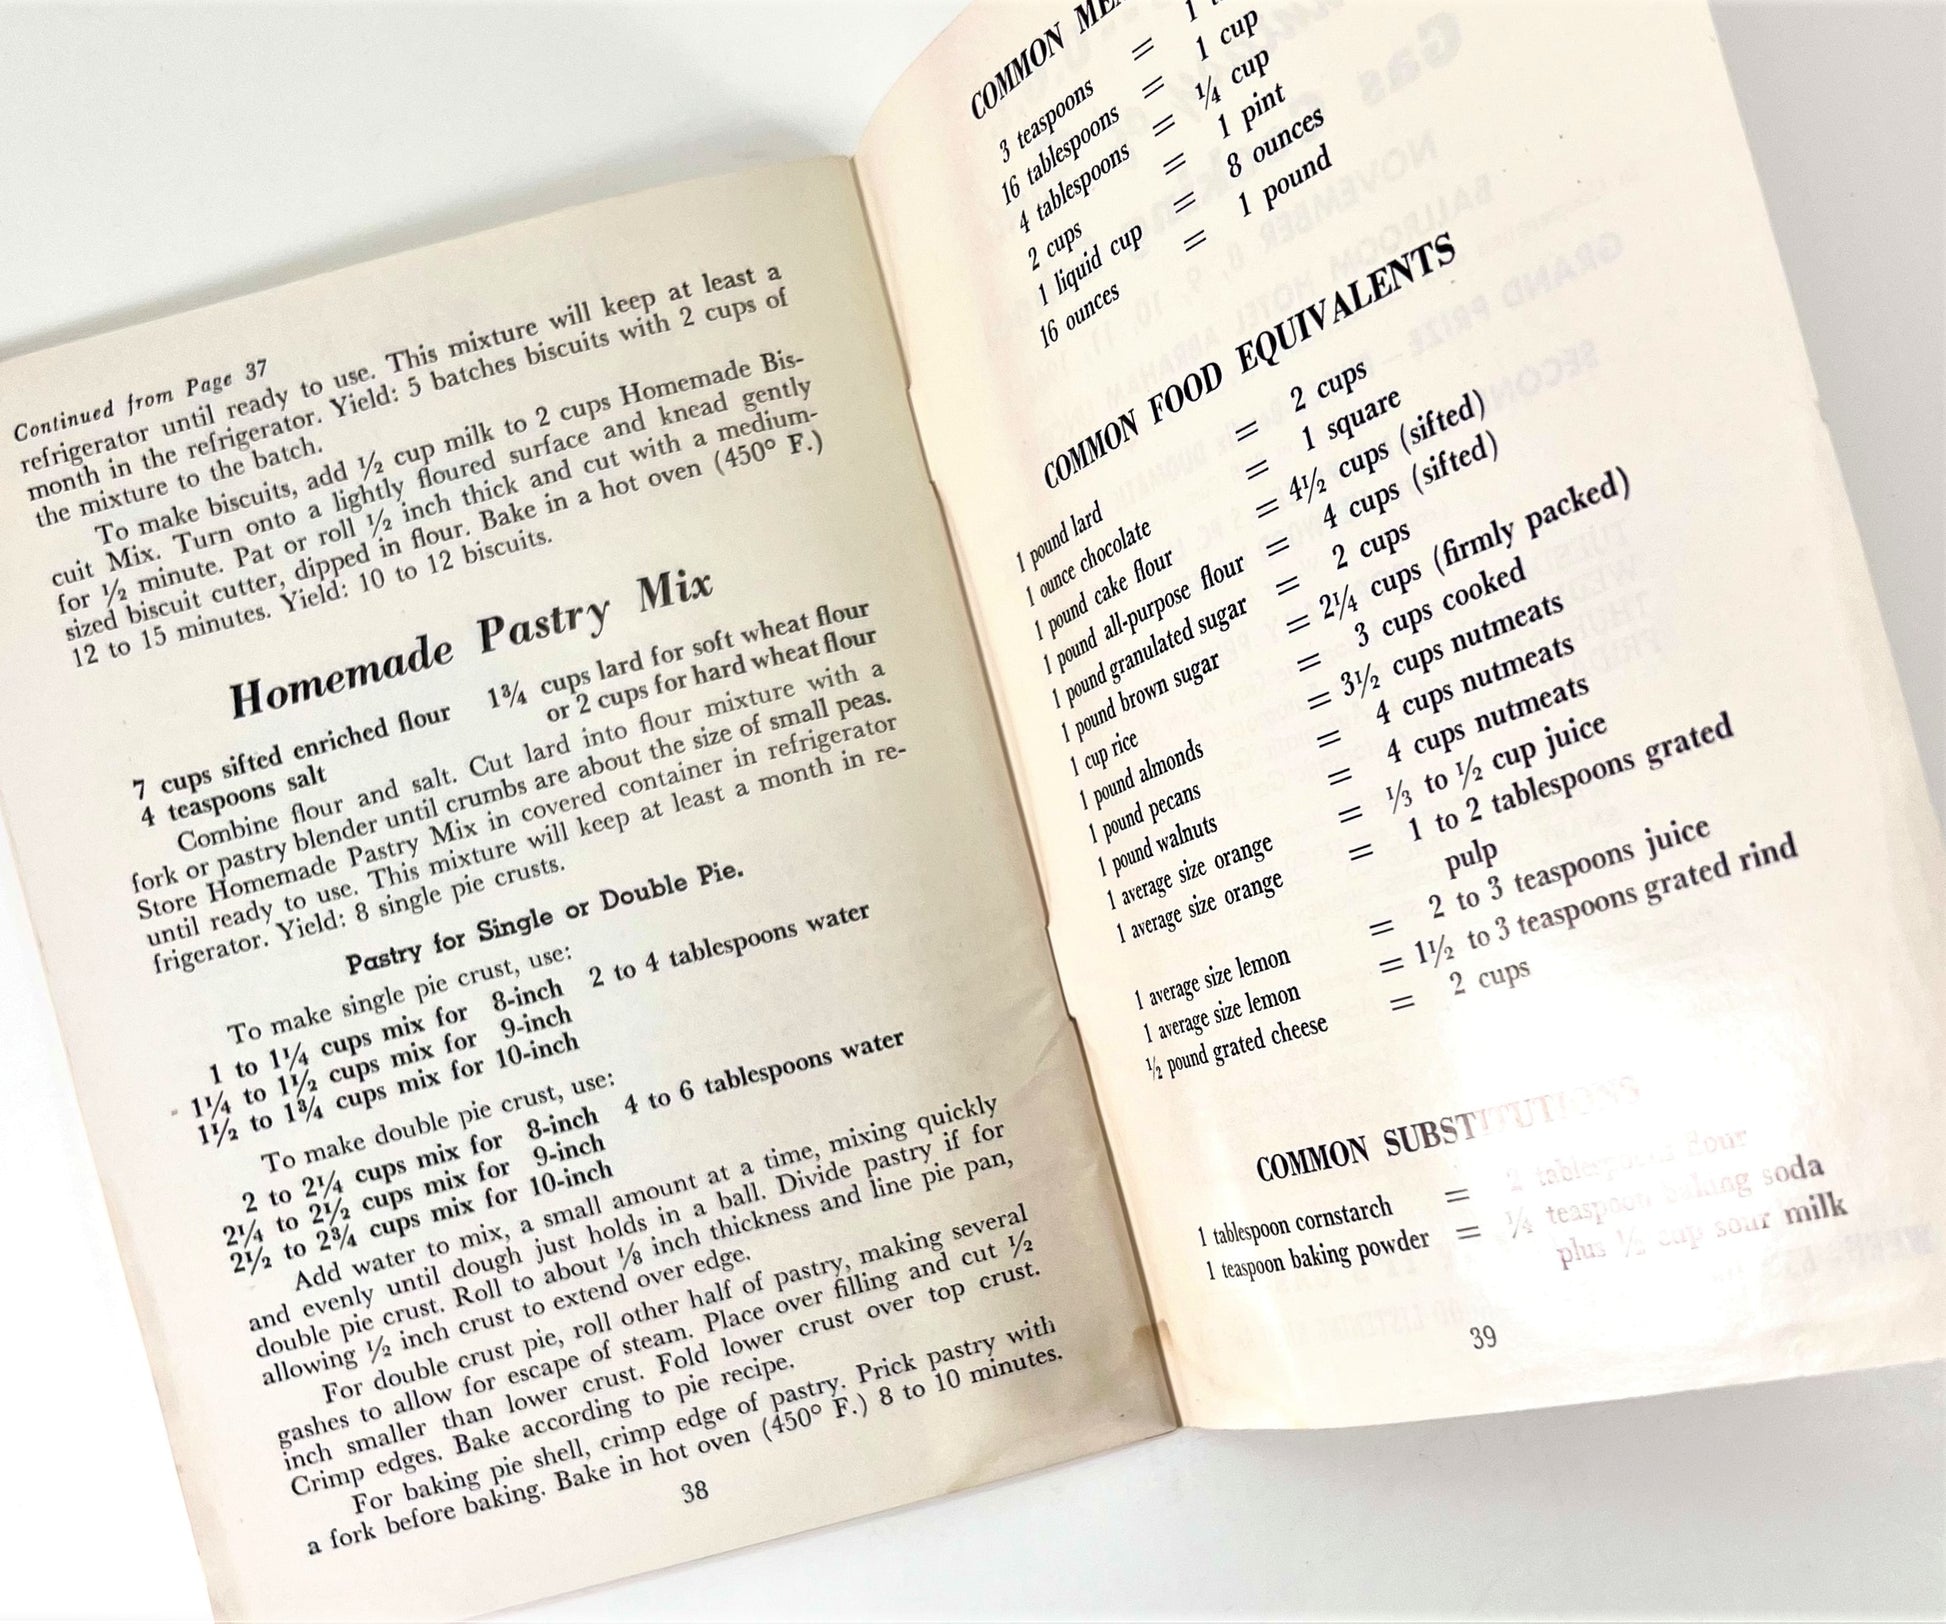 Continued from Page 37
refrigerator until ready to use. This mixture will keep at least a
month in the refrigerator. Yield: 5 batches biscuits with 2 cups of
the mixture to the batch.
To make biscuits, add ½ cup milk to 2 cups Homemade Bis-
cuit Mix. Turn onto a lightly floured surface and knead gently
for ½ minute. Pat or roll ½ inch thick and cut with a medium-
sized biscuit cutter, dipped in flour. Bake in a hot oven (450° F.)
12 to 15 minutes. Yield: 10 to 12 biscuits.
Homemade Pastry Mix
7 cups sifted enriched flour 1¾ cups lard for soft wheat flour
4 teaspoons salt or 2 cups for hard wheat flour
Combine flour and salt. Cut lard into flour mixture with a
fork or pastry blender until crumbs are about the size of small peas.
Store Homemade Pastry Mix in covered container in refrigerator
until ready to use. This mixture will keep at least a month in re-
frigerator. Yield: 8 single pie crusts.
Pastry for Single or Double Pie.
To make single pie crust, use:
1 to 1¼ cups mix for 8-inch 2 to 4 tablespoons water
1¼ to 1½ cups mix for 9-inch
1½ to 1¾ cups mix for 10-inch
To make double pie crust, use:
2 to 2¼ cups mix for 8-inch 4 to 6 tablespoons water
2¼ to 2½ cups mix for 9-inch
2½ to 2¾ cups mix for 10-inch
Add water to mix, a small amount at a time, mixing quickly
and evenly until dough just holds in a ball. Divide pastry if for
double pie crust. Roll to about ⅛ inch thickness and line pie pan,
allowing ½ inch crust to extend over edge.
For double crust pie, roll other half of pastry, making several
gashes to allow for escape of steam. Place over filling and cut ½
inch smaller than lower crust. Fold lower crust over top crust.
Crimp edges. Bake according to pie recipe.
For baking pie shell, crimp edge of pastry. Prick pastry with
a fork before baking. Bake in hot oven (450° F.) 8 to 10 minutes.
38
COMMON
3 teaspoons = 1
16 tablespoons = 1 cup
4 tablespoons = ¼ cup
2 cups = 1 pint
1 liquid cup = 8 ounces
16 ounces = 1 pound
COMMON FOOD EQUIVALENTS
1 pound lard = 2 cups
1 ounce chocolate = 1 square
1 pound cake flour = 4½ cups (sifted)
1 pound all-purpose flour = 4 cups (sifted)
1 pound granulated sugar = 2 cups
1 pound brown sugar = 2¼ cups (firmly packed)
1 cup rice = 3 cups cooked
1 pound almonds = 3½ cups nutmeats
1 pound pecans = 4 cups nutmeats
1 pound walnuts = 4 cups nutmeats
1 average size orange = ⅓ to ½ cup juice
1 average size orange = 1 to 2 tablespoons grated
pulp
1 average size lemon = 2 to 3 teaspoons juice
1 average size lemon = 1½ to 3 teaspoons grated rind
½ pound grated cheese = 2 cups
COMMON SUBSTITUTIONS
1 tablespoon cornstarch = 2 tablespoons flour
1 teaspoon baking powder = ¼ teaspoon baking soda
plus ½ cup sour milk
39